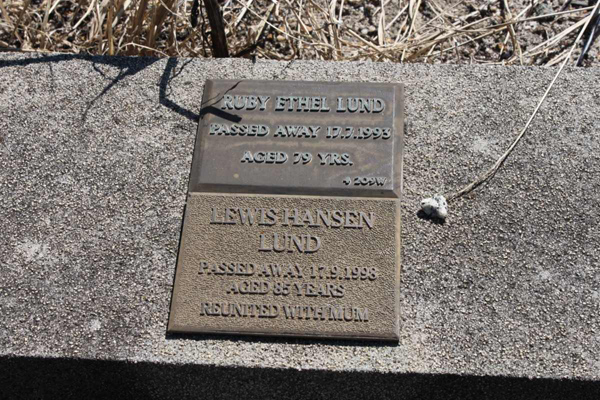 RUBY ETHEL LUND
PASSED AWAY 17.7.1993
AGED 79 YRS.
LEWIS HANSEN
LUND
PASSED AWAY 17.9.1998
AGED 85 YEARS
REUNITED WITH MUM